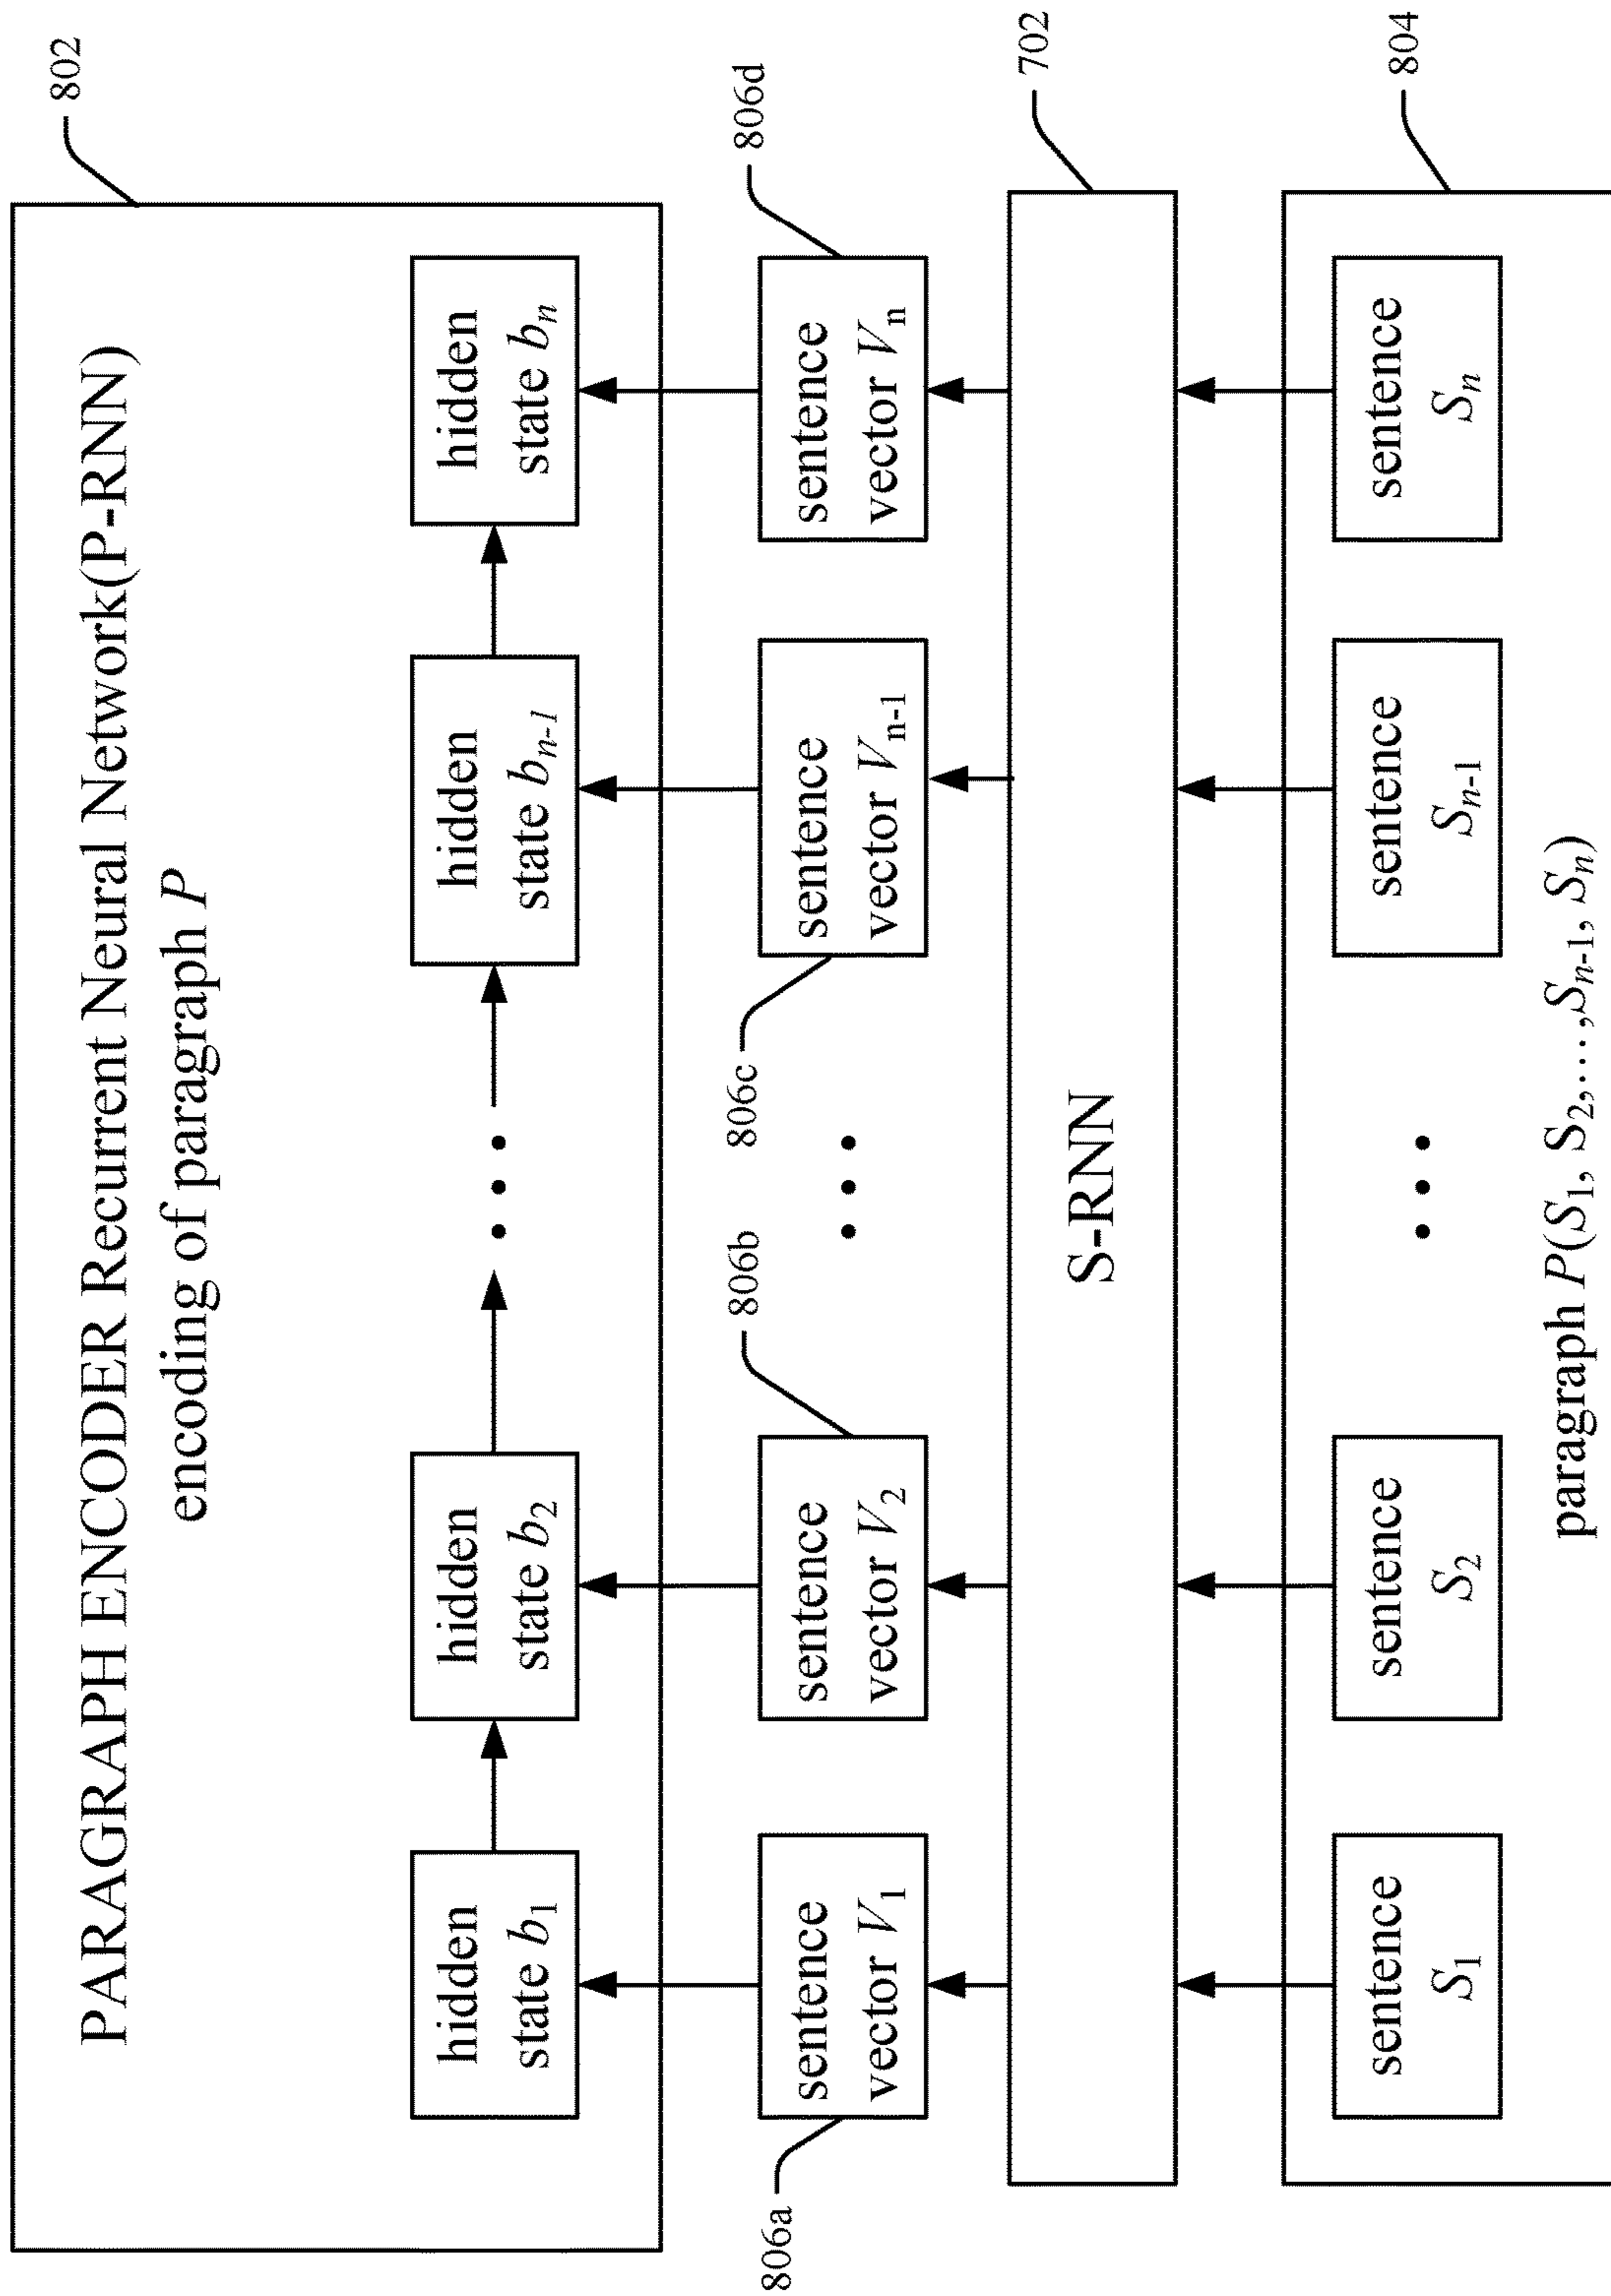 802
PARAGRAPH ENCODER Recurrent Neural Network(P-RNN)
encoding of paragraph P
hidden
state b1
hidden
state b2
• • •
hidden
state bn-1
hidden
state bn
806a
806b
806c
806d
sentence
vector V1
sentence
vector V2
• • •
sentence
vector Vn-1
sentence
vector Vn
702
S-RNN
804
sentence
S1
sentence
S2
• • •
sentence
Sn-1
sentence
Sn
paragraph P(S1, S2,...,Sn-1, Sn)